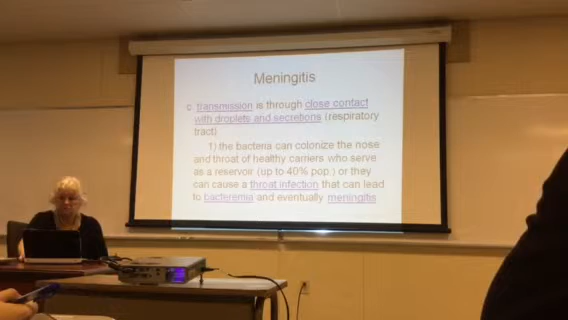 Meningitis
transmission is through close contact
with droplets and secretions (respiratory
tract)
1) the bacteria can colonize the nose
and throat of healthy carriers who serve
as a reservoir (up to 40% pop.) or they
can cause a throat infection that can lead
to bacteremia and eventually meningitis